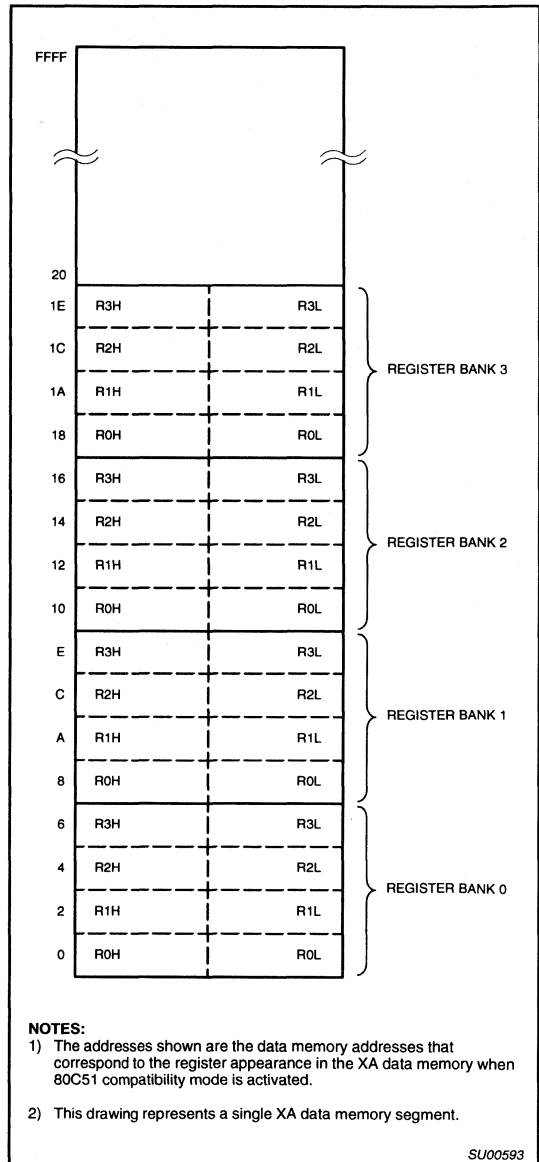 FFFF
20
1E R3H R3L
1C R2H R2L
REGISTER BANK 3
1A R1H R1L
18 R0H R0L
16 R3H R3L
14 R2H R2L
REGISTER BANK 2
12 R1H R1L
10 R0H R0L
E R3H R3L
C R2H R2L
REGISTER BANK 1
A R1H R1L
8 R0H R0L
6 R3H R3L
4 R2H R2L
REGISTER BANK 0
2 R1H R1L
0 R0H R0L
NOTES:
1) The addresses shown are the data memory addresses that
correspond to the register appearance in the XA data memory when
80C51 compatibility mode is activated.
2) This drawing represents a single XA data memory segment.
SU00593